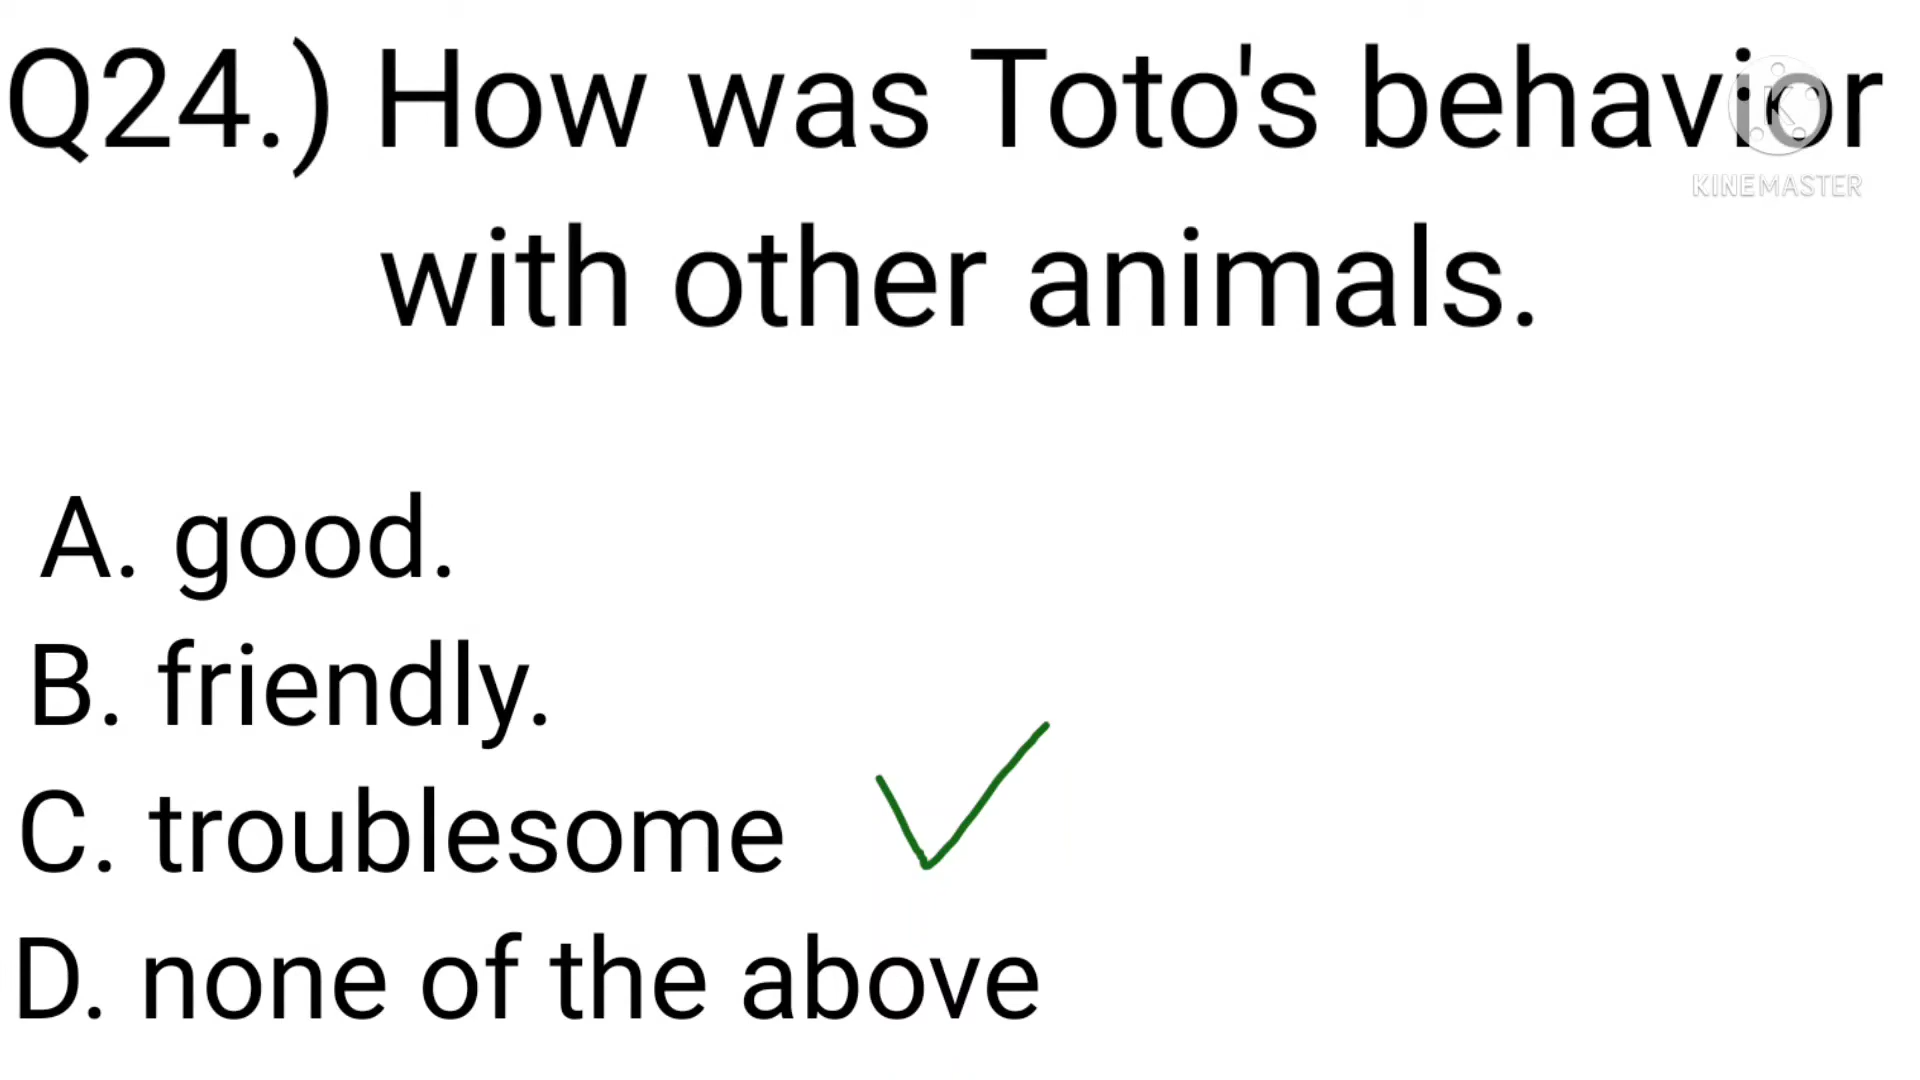 Q24.) How was Toto's behavior
KINEMASTER
with other animals.
A. good.
B. friendly.
C. troublesome
D. none of the above